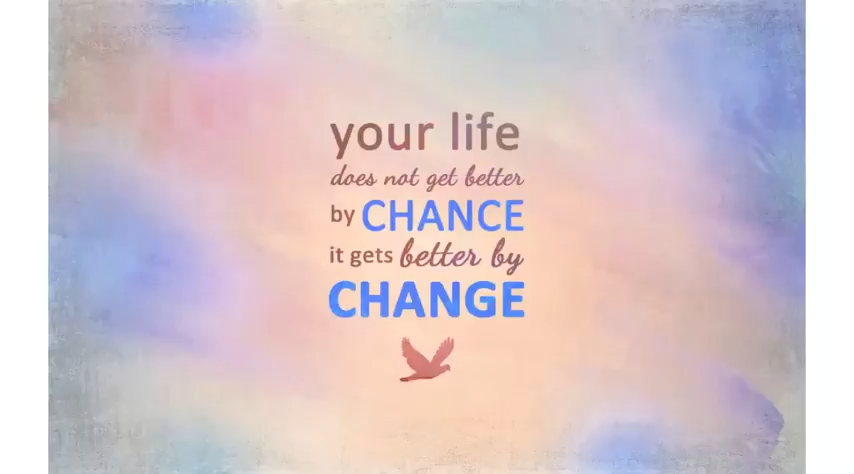 your life
does not get better
by CHANCE
it gets better by
CHANGE